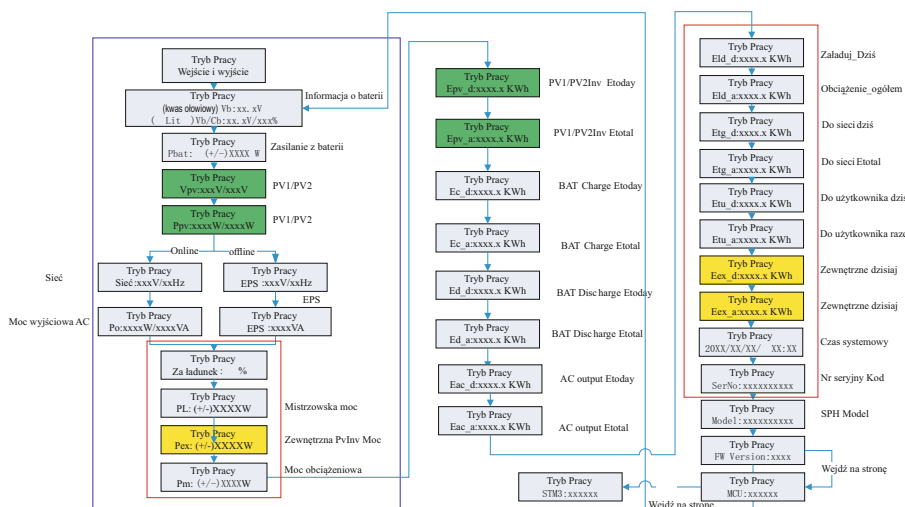 Tryb Pracy
Wejście i wyjście
Tryb Pracy
(kwas ołowiowy) Vb:xx.xV
( Lit )Vb/Cb:xx.xV/xxx%
Informacja o baterii
Tryb Pracy
Pbat: (+/-)XXXX W
Zasilanie z baterii
Tryb Pracy
Vpv:xxxV/xxxV
PV1/PV2
Tryb Pracy
Ppv:xxxxW/xxxxW
PV1/PV2
Online
offline
Sieć
Tryb Pracy
Sieć:xxxV/xxHz
Tryb Pracy
EPS :xxxV/xxHz
EPS
Moc wyjściowa AC
Tryb Pracy
Po:xxxxW/xxxxVA
Tryb Pracy
EPS :xxxxVA
Tryb Pracy
Za ładunek : %
Tryb Pracy
PL: (+/-)XXXXW
Mistrzowska moc
Tryb Pracy
Pex: (+/-)XXXXW
Zewnętrzna PvInv Moc
Tryb Pracy
Pm: (+/-)XXXXW
Moc obciążeniowa
Tryb Pracy
Epv_d:xxxx.x KWh
PV1/PV2Inv Etoday
Tryb Pracy
Epv_a:xxxx.x KWh
PV1/PV2Inv Etotal
Tryb Pracy
Ec_d:xxxx.x KWh
BAT Charge Etoday
Tryb Pracy
Ec_a:xxxx.x KWh
BAT Charge Etotal
Tryb Pracy
Ed_d:xxxx.x KWh
BAT Discharge Etoday
Tryb Pracy
Ed_a:xxxx.x KWh
BAT Discharge Etotal
Tryb Pracy
Eac_d:xxxx.x KWh
AC output Etoday
Tryb Pracy
Eac_a:xxxx.x KWh
AC output Etotal
Tryb Pracy
Eld_d:xxxx.x KWh
Załaduj_Dziś
Tryb Pracy
Eld_a:xxxx.x KWh
Obciążenie_ogółem
Tryb Pracy
Etg_d:xxxx.x KWh
Do sieci dziś
Tryb Pracy
Etg_a:xxxx.x KWh
Do sieci Etotal
Tryb Pracy
Etu_d:xxxx.x KWh
Do użytkownika dziś
Tryb Pracy
Etu_a:xxxx.x KWh
Do użytkownika raze
Tryb Pracy
Eex_d:xxxx.x KWh
Zewnętrzne dzisiaj
Tryb Pracy
Eex_a:xxxx.x KWh
Zewnętrzne dzisiaj
Tryb Pracy
20XX/XX/XX/ XX:XX
Czas systemowy
Tryb Pracy
SerNo:xxxxxxxxxx
Nr seryjny Kod
Tryb Pracy
Model:xxxxxxxxxx
SPH Model
Tryb Pracy
FW Version:xxxx
Wejdź na stronę
Tryb Pracy
MCU:xxxxxx
Tryb Pracy
STM3:xxxxxx
Wejdź na stronę